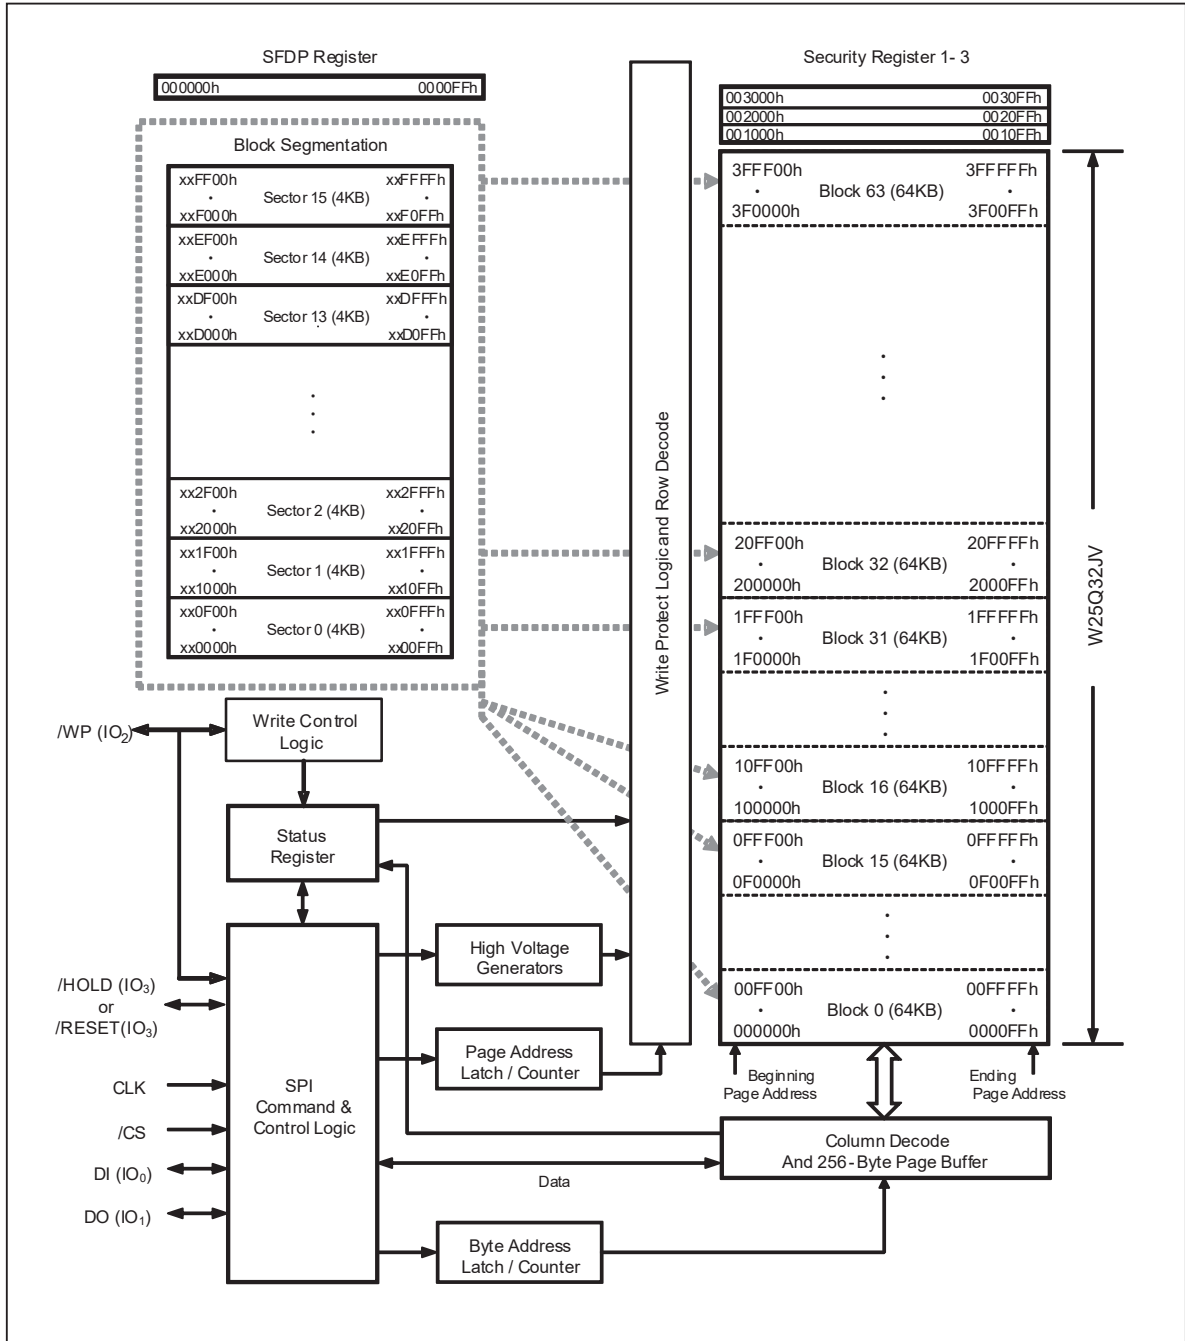 SFDP Register
000000h 0000FFh
Block Segmentation
xxFF00h xxFFFFh
· Sector 15 (4KB) ·
xxF000h xxF0FFh
xxEF00h xxEFFFh
· Sector 14 (4KB) ·
xxE000h xxE0FFh
xxDF00h xxDFFFh
· Sector 13 (4KB) ·
xxD000h xxD0FFh
·
·
·
xx2F00h xx2FFFh
· Sector 2 (4KB) ·
xx2000h xx20FFh
xx1F00h xx1FFFh
· Sector 1 (4KB) ·
xx1000h xx10FFh
xx0F00h xx0FFFh
· Sector 0 (4KB) ·
xx0000h xx00FFh
Write Protect Logic and Row Decode
Security Register 1- 3
003000h 0030FFh
002000h 0020FFh
001000h 0010FFh
3FFF00h 3FFFFFh
· Block 63 (64KB) ·
3F0000h 3F00FFh
·
·
·
20FF00h 20FFFFh
· Block 32 (64KB) ·
200000h 2000FFh
1FFF00h 1FFFFFh
· Block 31 (64KB) ·
1F0000h 1F00FFh
·
·
·
10FF00h 10FFFFh
· Block 16 (64KB) ·
100000h 1000FFh
0FFF00h 0FFFFFh
· Block 15 (64KB) ·
0F0000h 0F00FFh
·
·
·
00FF00h 00FFFFh
· Block 0 (64KB) ·
000000h 0000FFh
W25Q32JV
Beginning
Page Address
Ending
Page Address
/WP (IO2)
Write Control
Logic
Status
Register
High Voltage
Generators
/HOLD (IO3)
or
/RESET(IO3)
Page Address
Latch / Counter
CLK
SPI
Command &
Control Logic
/CS
DI (IO0)
DO (IO1)
Column Decode
And 256-Byte Page Buffer
Data
Byte Address
Latch / Counter